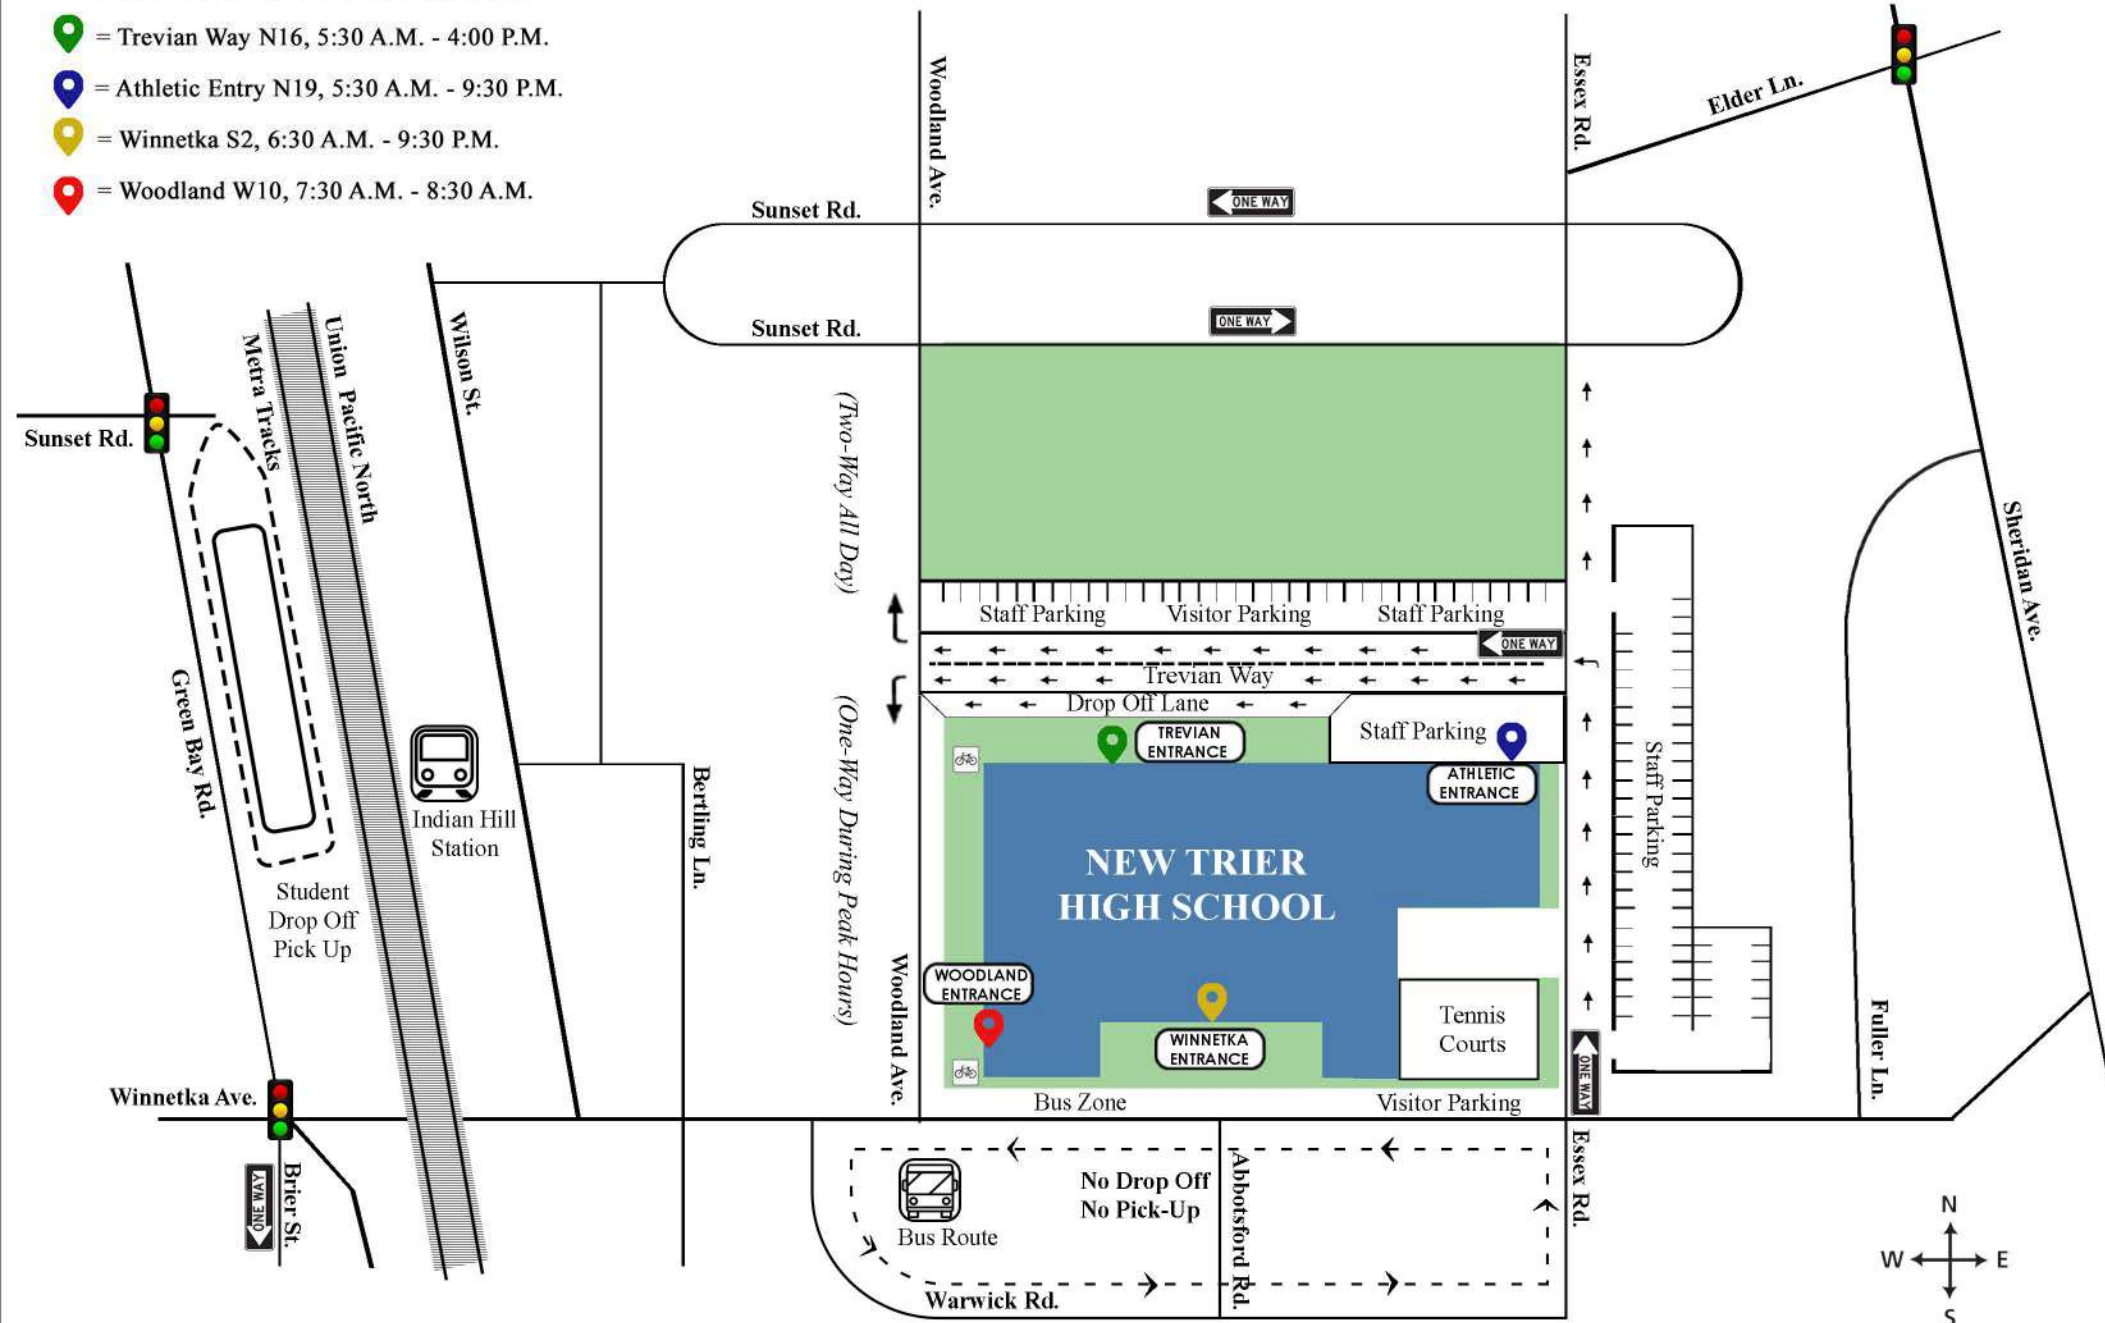 = Trevian Way N16, 5:30 A.M. - 4:00 P.M.
= Athletic Entry N19, 5:30 A.M. - 9:30 P.M.
= Winnetka S2, 6:30 A.M. - 9:30 P.M.
= Woodland W10, 7:30 A.M. - 8:30 A.M.
Woodland Ave.
Essex Rd.
Elder Ln.
Sunset Rd.
ONE WAY
Sunset Rd.
ONE WAY
Sunset Rd.
Metra Tracks
Union Pacific North
Wilson St.
(Two-Way All Day)
Sheridan Ave.
Staff Parking
Visitor Parking
Staff Parking
ONE WAY
Trevian Way
Drop Off Lane
Green Bay Rd.
(One-Way During Peak Hours)
TREVIAN
ENTRANCE
Staff Parking
ATHLETIC
ENTRANCE
Staff Parking
Indian Hill
Station
Bertling Ln.
NEW TRIER
HIGH SCHOOL
Student
Drop Off
Pick Up
WOODLAND
ENTRANCE
Woodland Ave.
WINNETKA
ENTRANCE
Tennis
Courts
ONE WAY
Fuller Ln.
Winnetka Ave.
Bus Zone
Visitor Parking
ONE WAY
Brier St.
No Drop Off
No Pick-Up
Abbotsford Rd.
Essex Rd.
Bus Route
Warwick Rd.
N
W
E
S